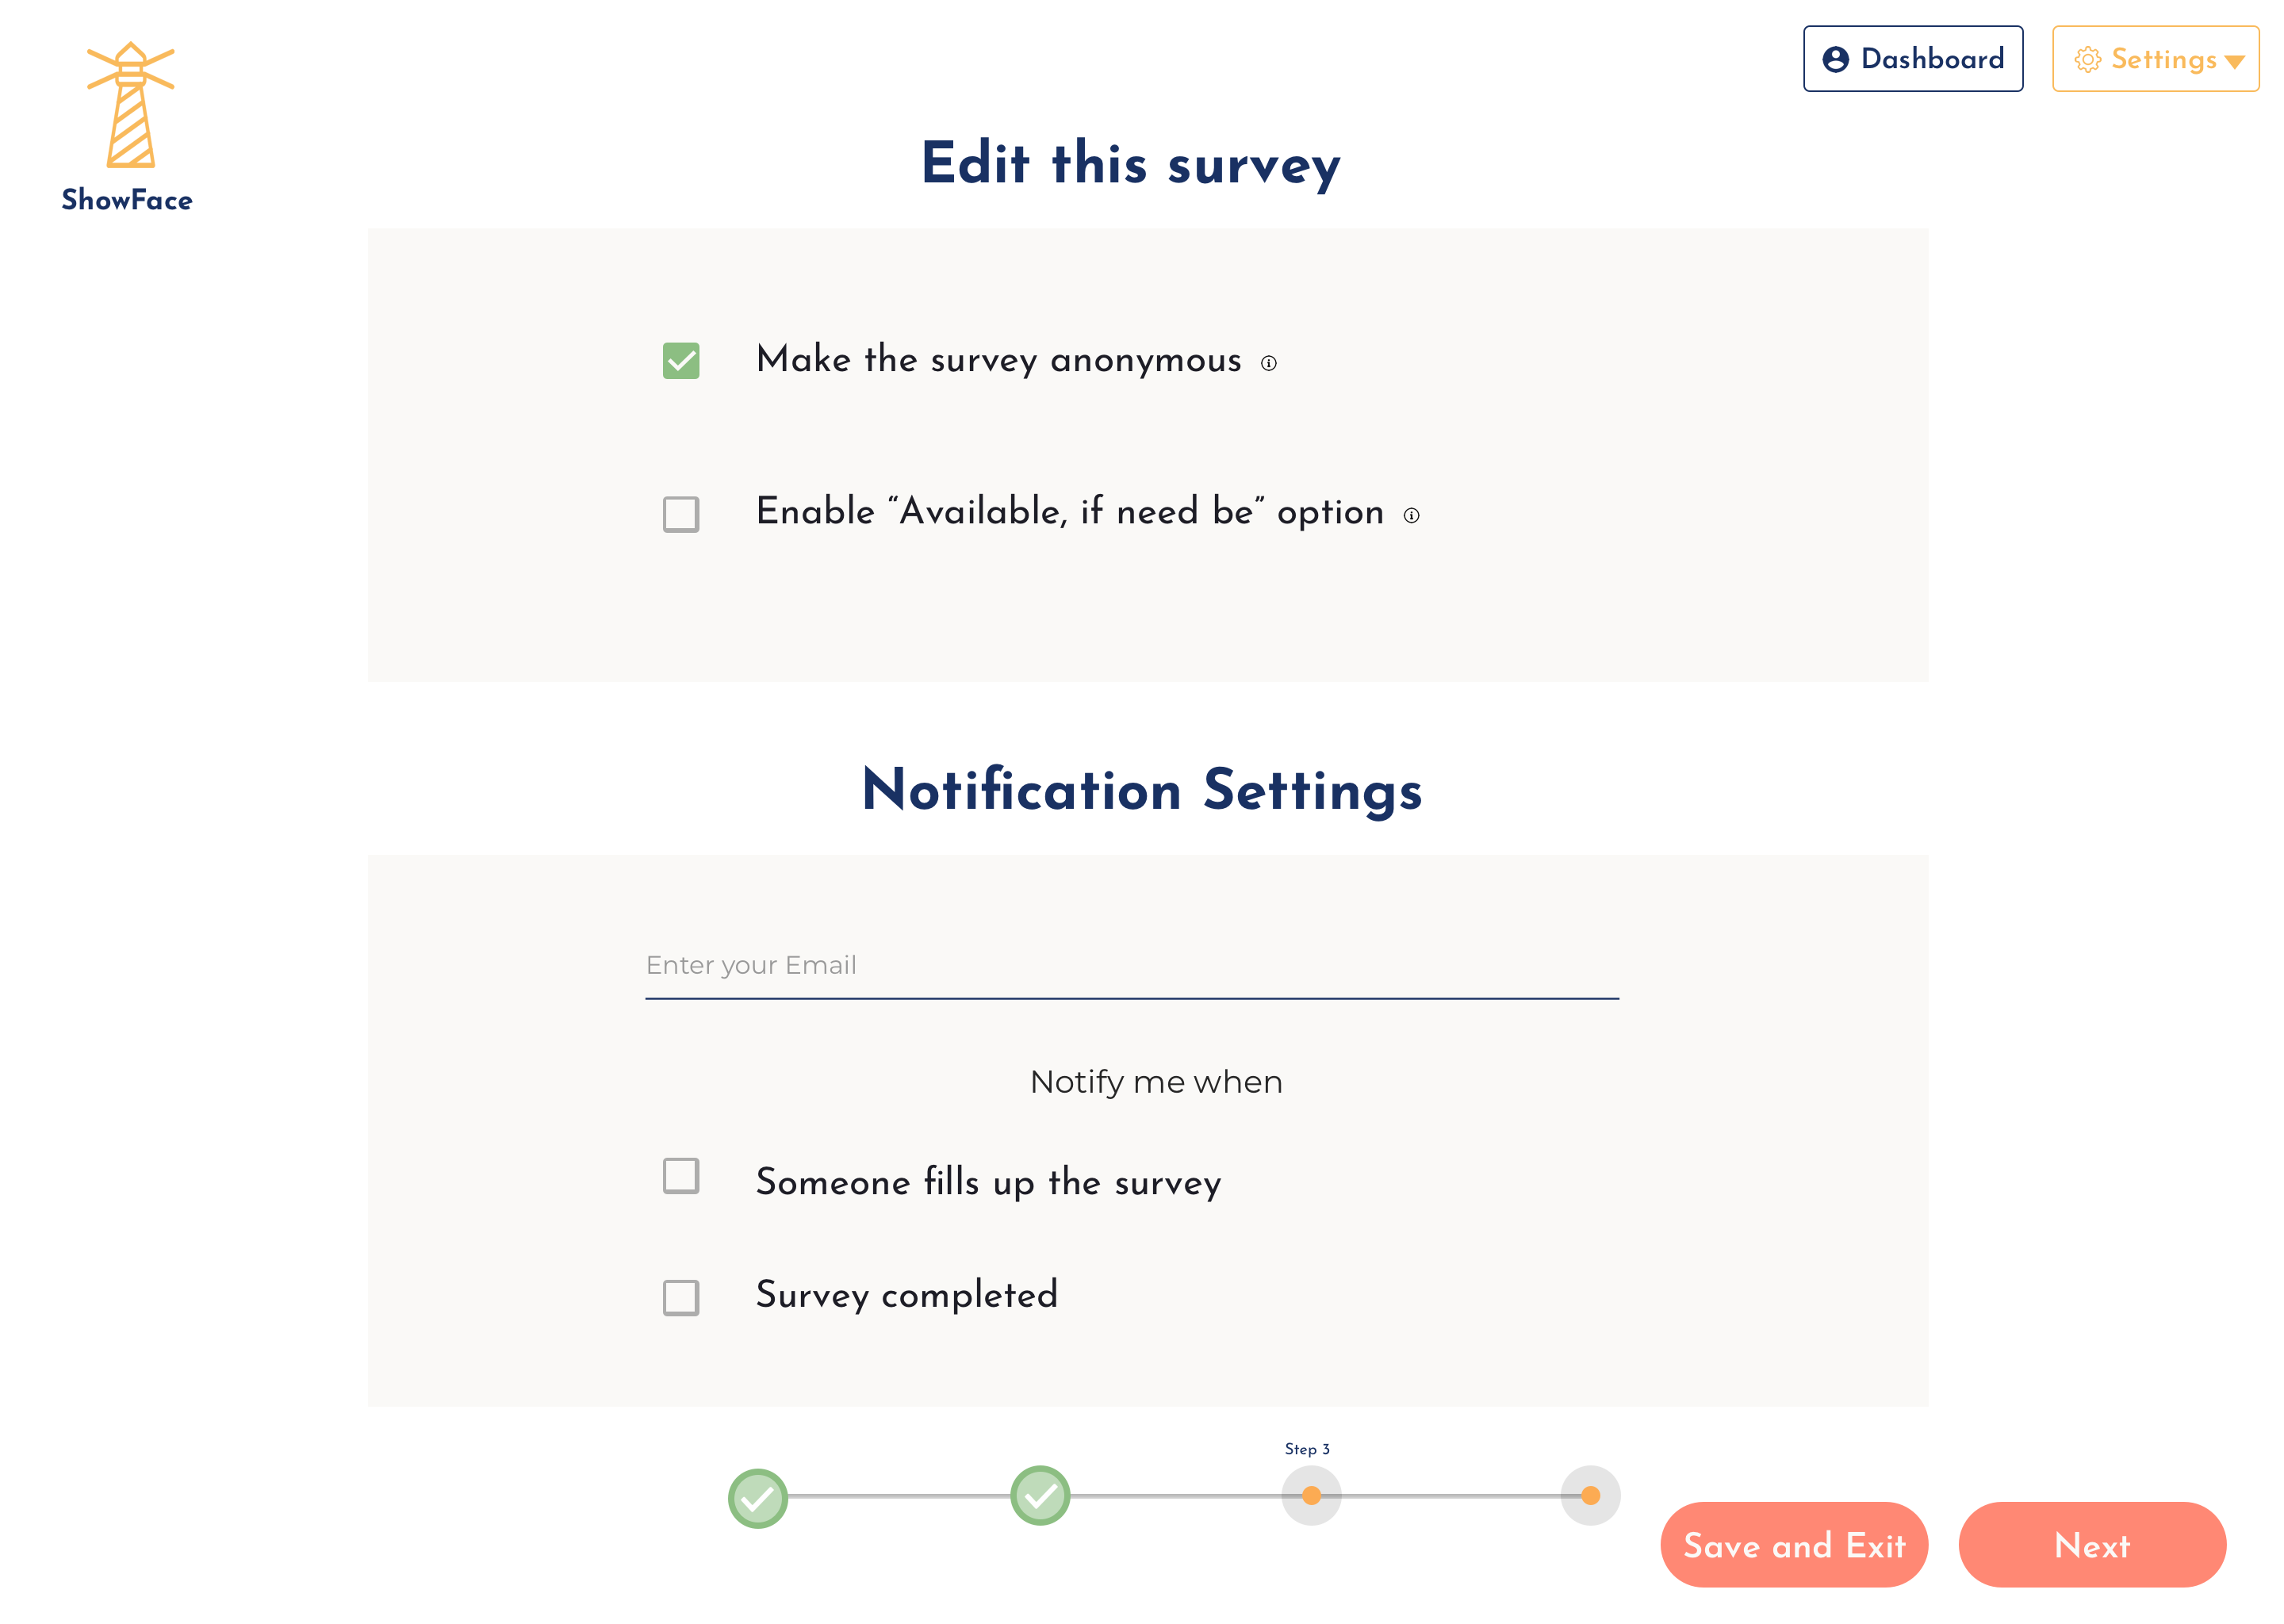 Dashboard
Settings
ShowFace
Edit this survey
Make the survey anonymous
Enable “Available, if need be” option
Notification Settings
Enter your Email
Notify me when
Someone fills up the survey
Survey completed
Step 3
Save and Exit
Next